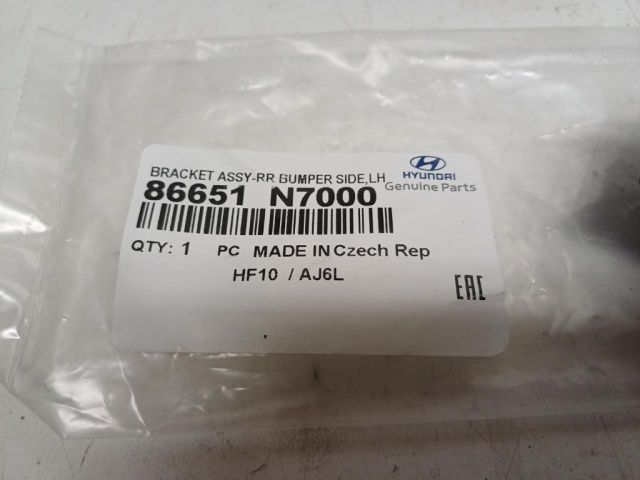 BRACKET ASSY-RR BUMPER SIDE,LH
HYUNDAI
Genuine Parts
86651 N7000
QTY: 1 PC MADE IN Czech Rep
HF10 / AJ6L
EAC